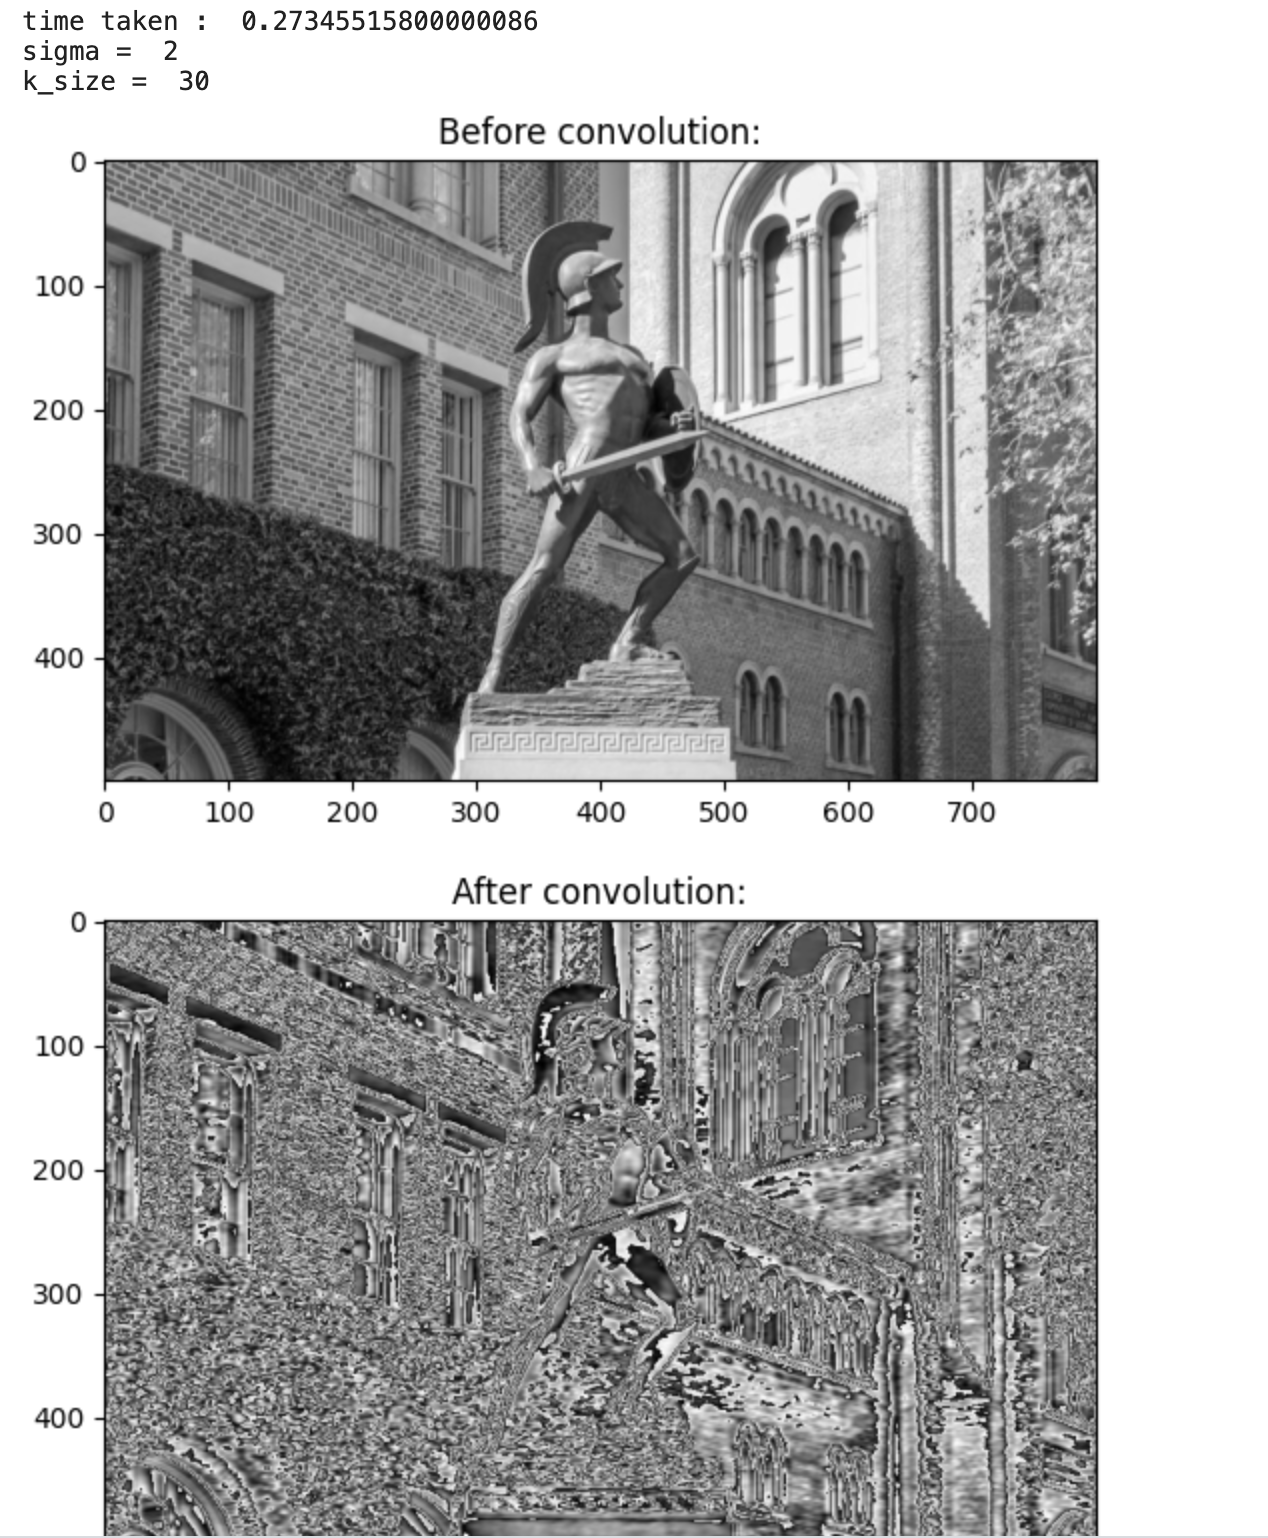 time taken :  0.27345515800000086
sigma =  2
k_size =  30
Before convolution:
0
100
200
300
400
0 100 200 300 400 500 600 700
After convolution:
0
100
200
300
400